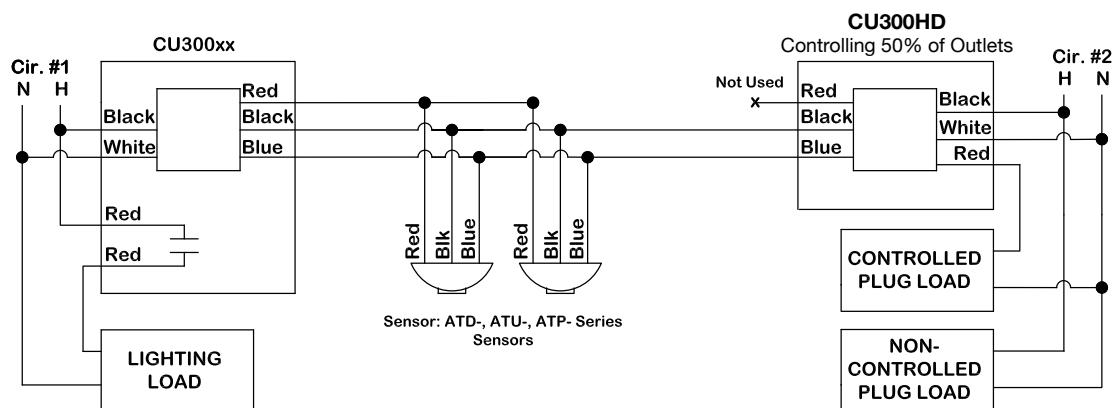 CU300HD
Controlling 50% of Outlets
CU300xx
Cir. #1
N H
Cir. #2
H N
Not Used
x
Red
Black
Blue
Black
White
Red
Black
Blue
Red
Red
Black
White
Red
Red
Blk
Blue
Red
Blk
Blue
Sensor: ATD-, ATU-, ATP- Series
Sensors
LIGHTING
LOAD
CONTROLLED
PLUG LOAD
NON-
CONTROLLED
PLUG LOAD